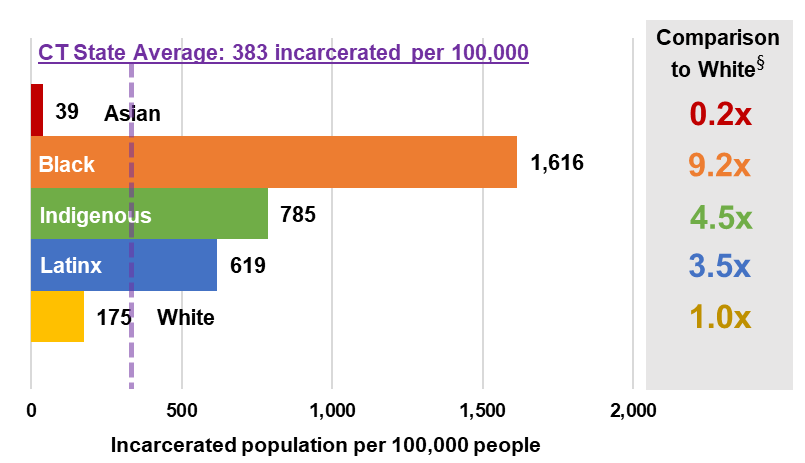 CT State Average: 383 incarcerated per 100,000
Comparison
to White§
39 Asian
0.2x
Black 1,616
9.2x
Indigenous 785
4.5x
Latinx 619
3.5x
175 White
1.0x
0 500 1,000 1,500 2,000
Incarcerated population per 100,000 people